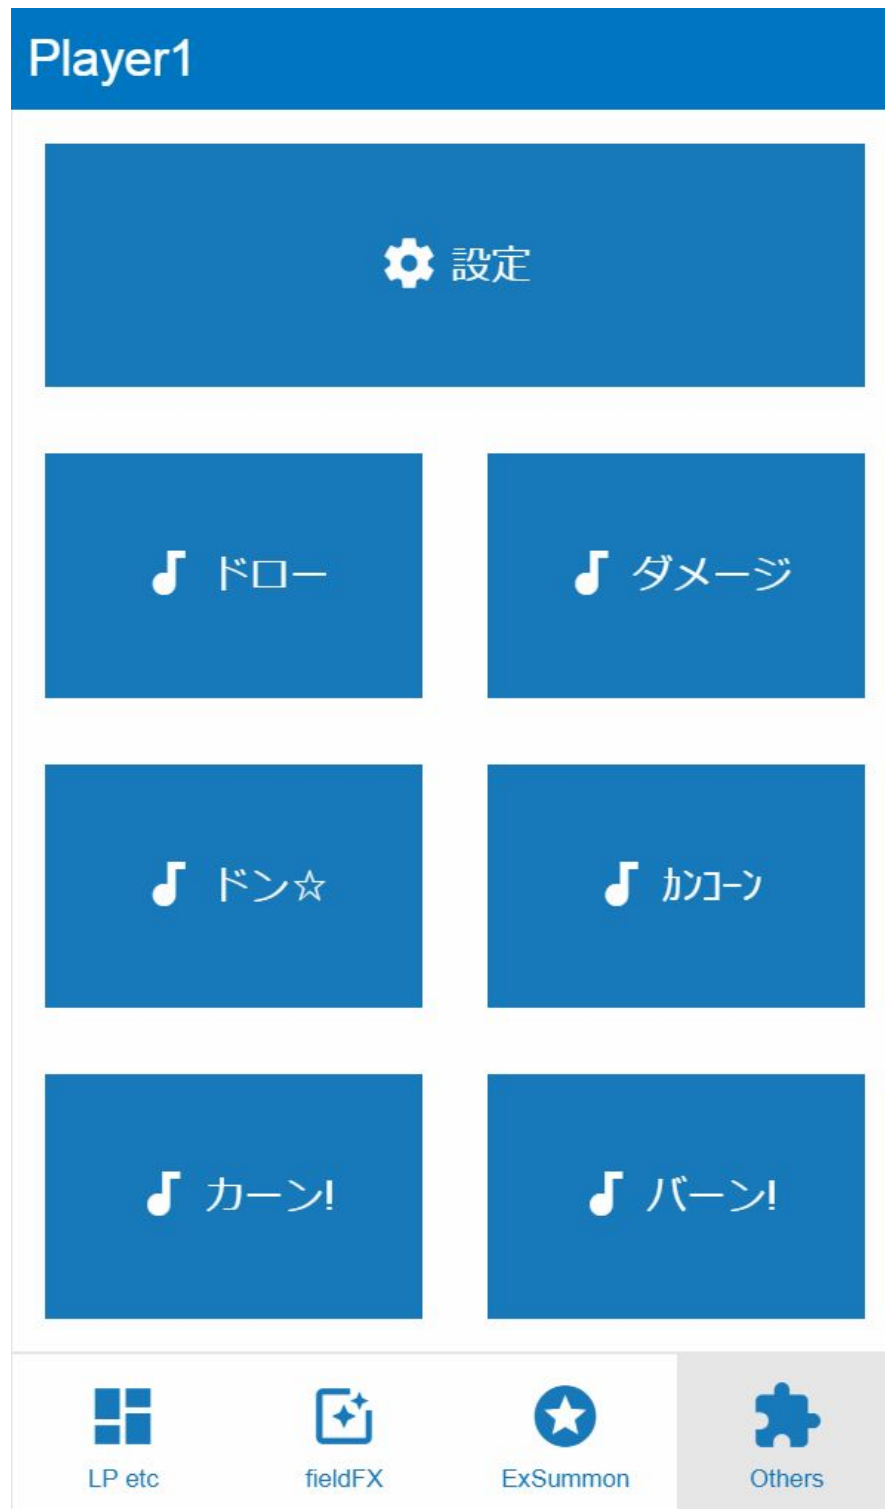 Player1
設定
ドロー
ダメージ
ドン☆
ｶﾝｺｰﾝ
カーン!
バーン!
LP etc
fieldFX
ExSummon
Others